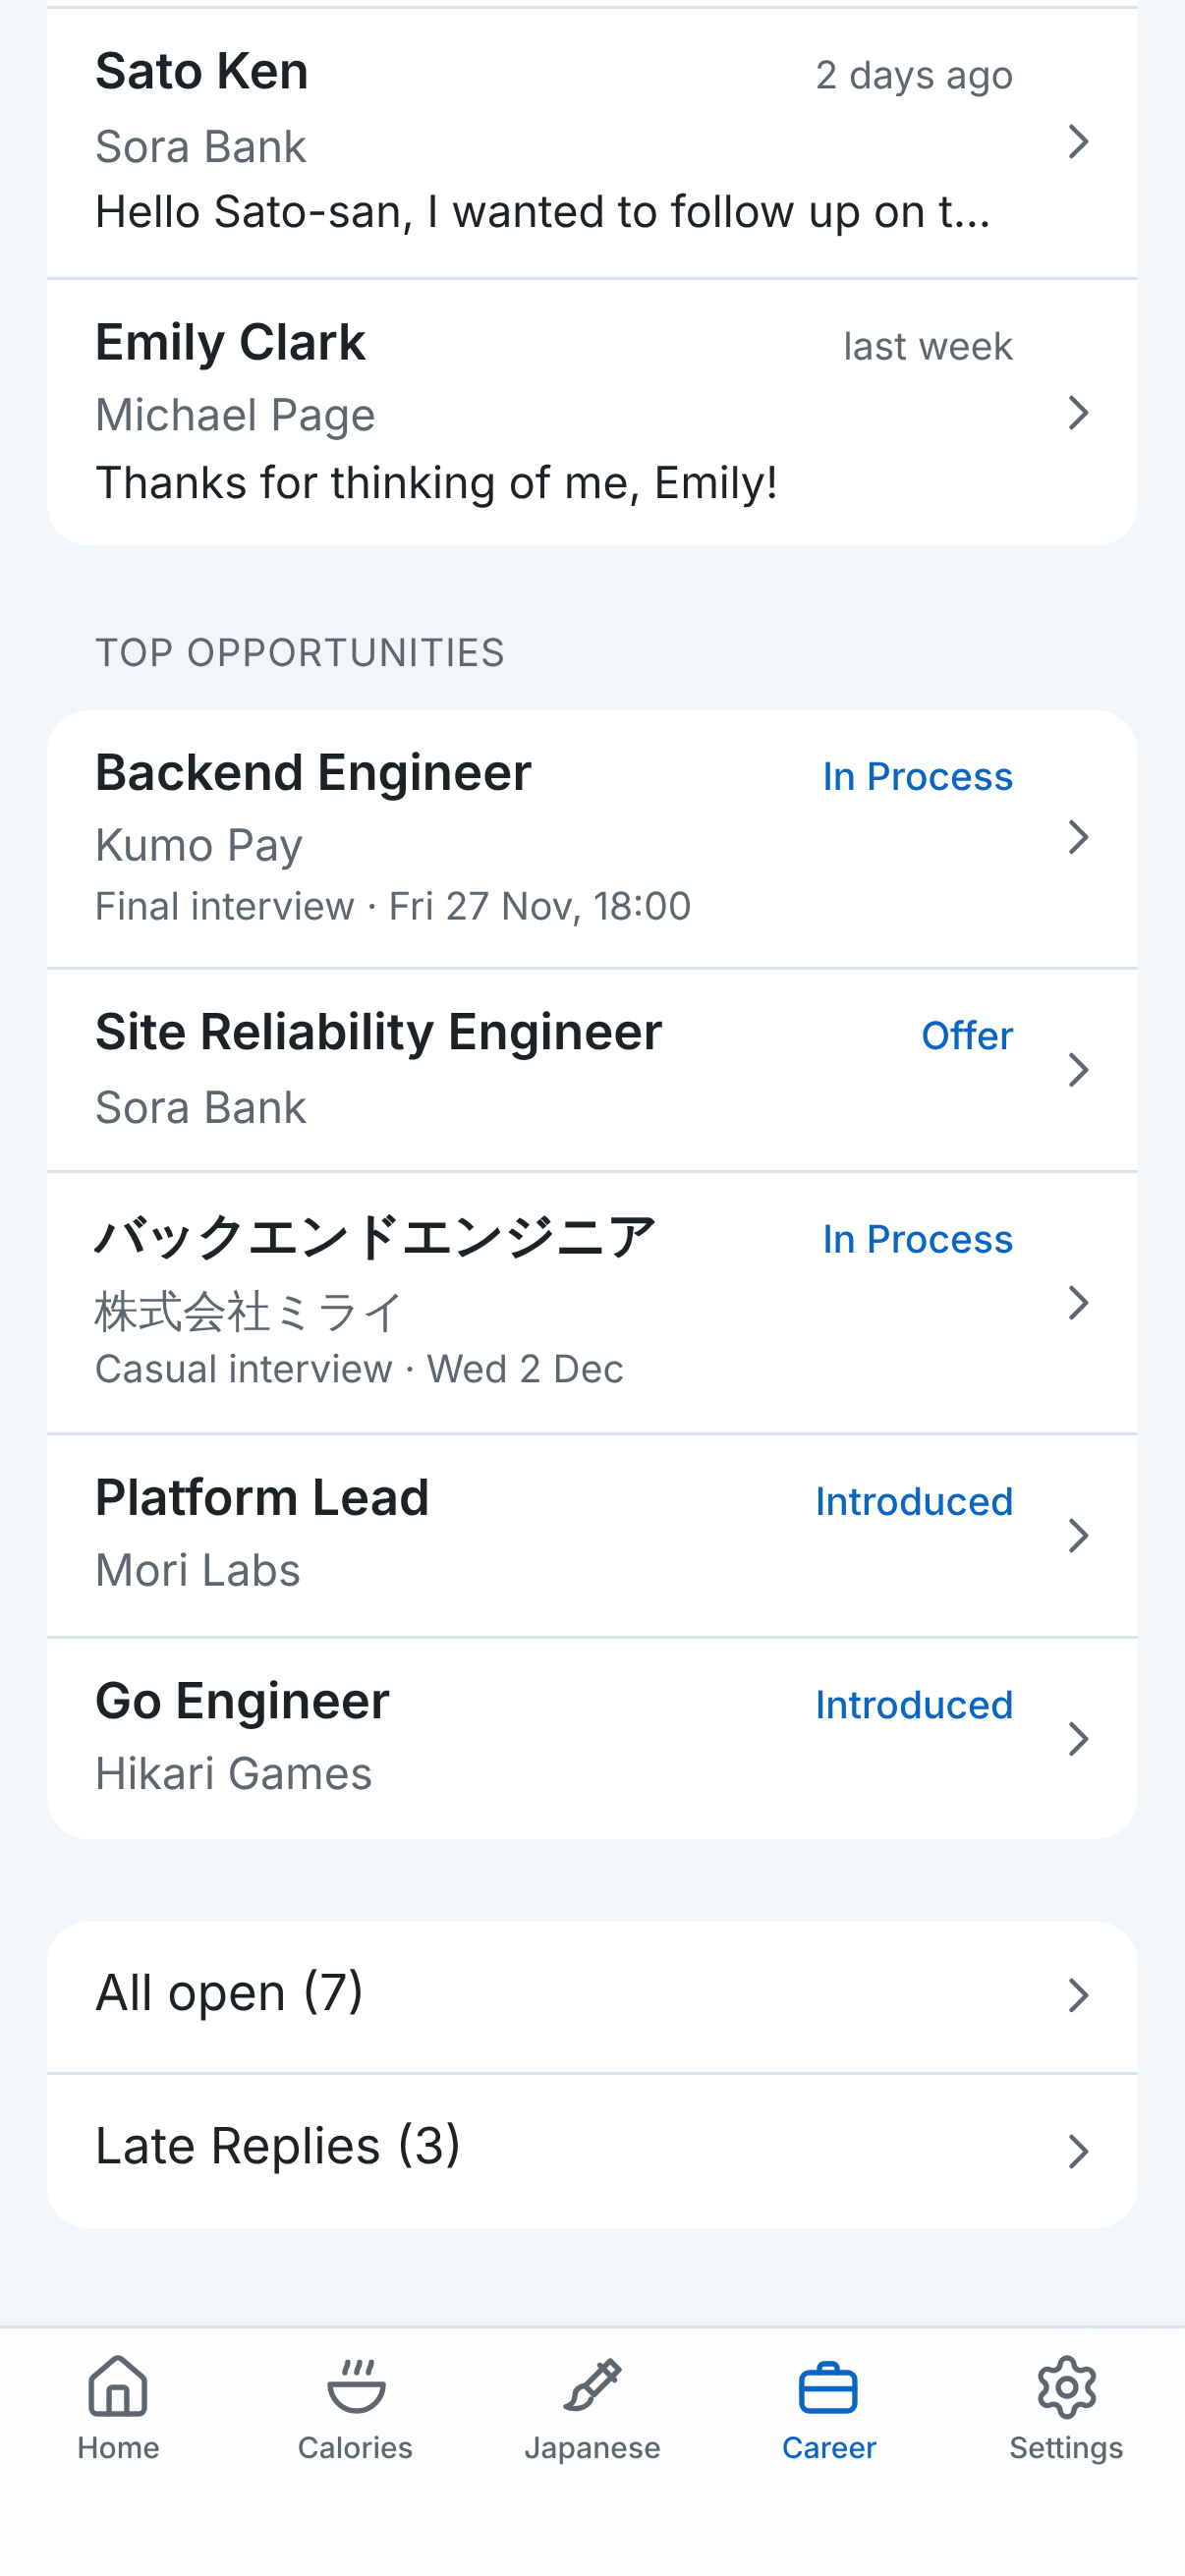 Sato Ken
2 days ago
Sora Bank
Hello Sato-san, I wanted to follow up on t...
Emily Clark
last week
Michael Page
Thanks for thinking of me, Emily!
TOP OPPORTUNITIES
Backend Engineer
In Process
Kumo Pay
Final interview · Fri 27 Nov, 18:00
Site Reliability Engineer
Offer
Sora Bank
バックエンドエンジニア
In Process
株式会社ミライ
Casual interview · Wed 2 Dec
Platform Lead
Introduced
Mori Labs
Go Engineer
Introduced
Hikari Games
All open (7)
Late Replies (3)
Home
Calories
Japanese
Career
Settings